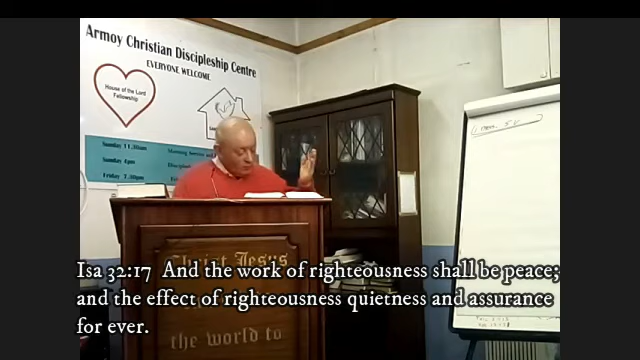 Armoy Christian Discipleship Centre
EVERYONE WELCOME
House of the Lord
Fellowship
Sunday 11.30am
Morning Service
Sunday 6pm
Friday 7.30pm
Christ Jesus
the world to
Isa 32:17 And the work of righteousness shall be peace;
and the effect of righteousness quietness and assurance
for ever.